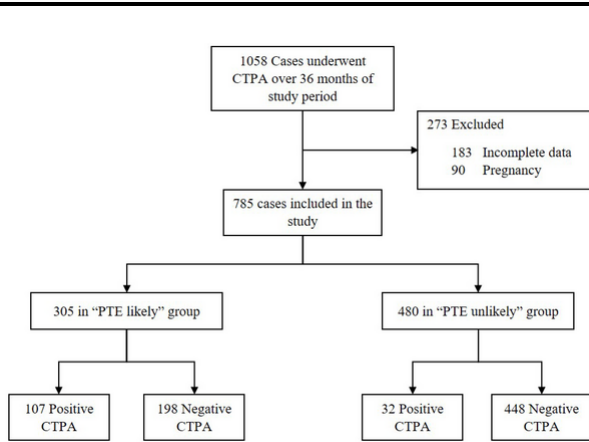 1058 Cases underwent
CTPA over 36 months of
study period
273 Excluded
183 Incomplete data
90 Pregnancy
785 cases included in the
study
305 in “PTE likely” group
480 in “PTE unlikely” group
107 Positive
CTPA
198 Negative
CTPA
32 Positive
CTPA
448 Negative
CTPA